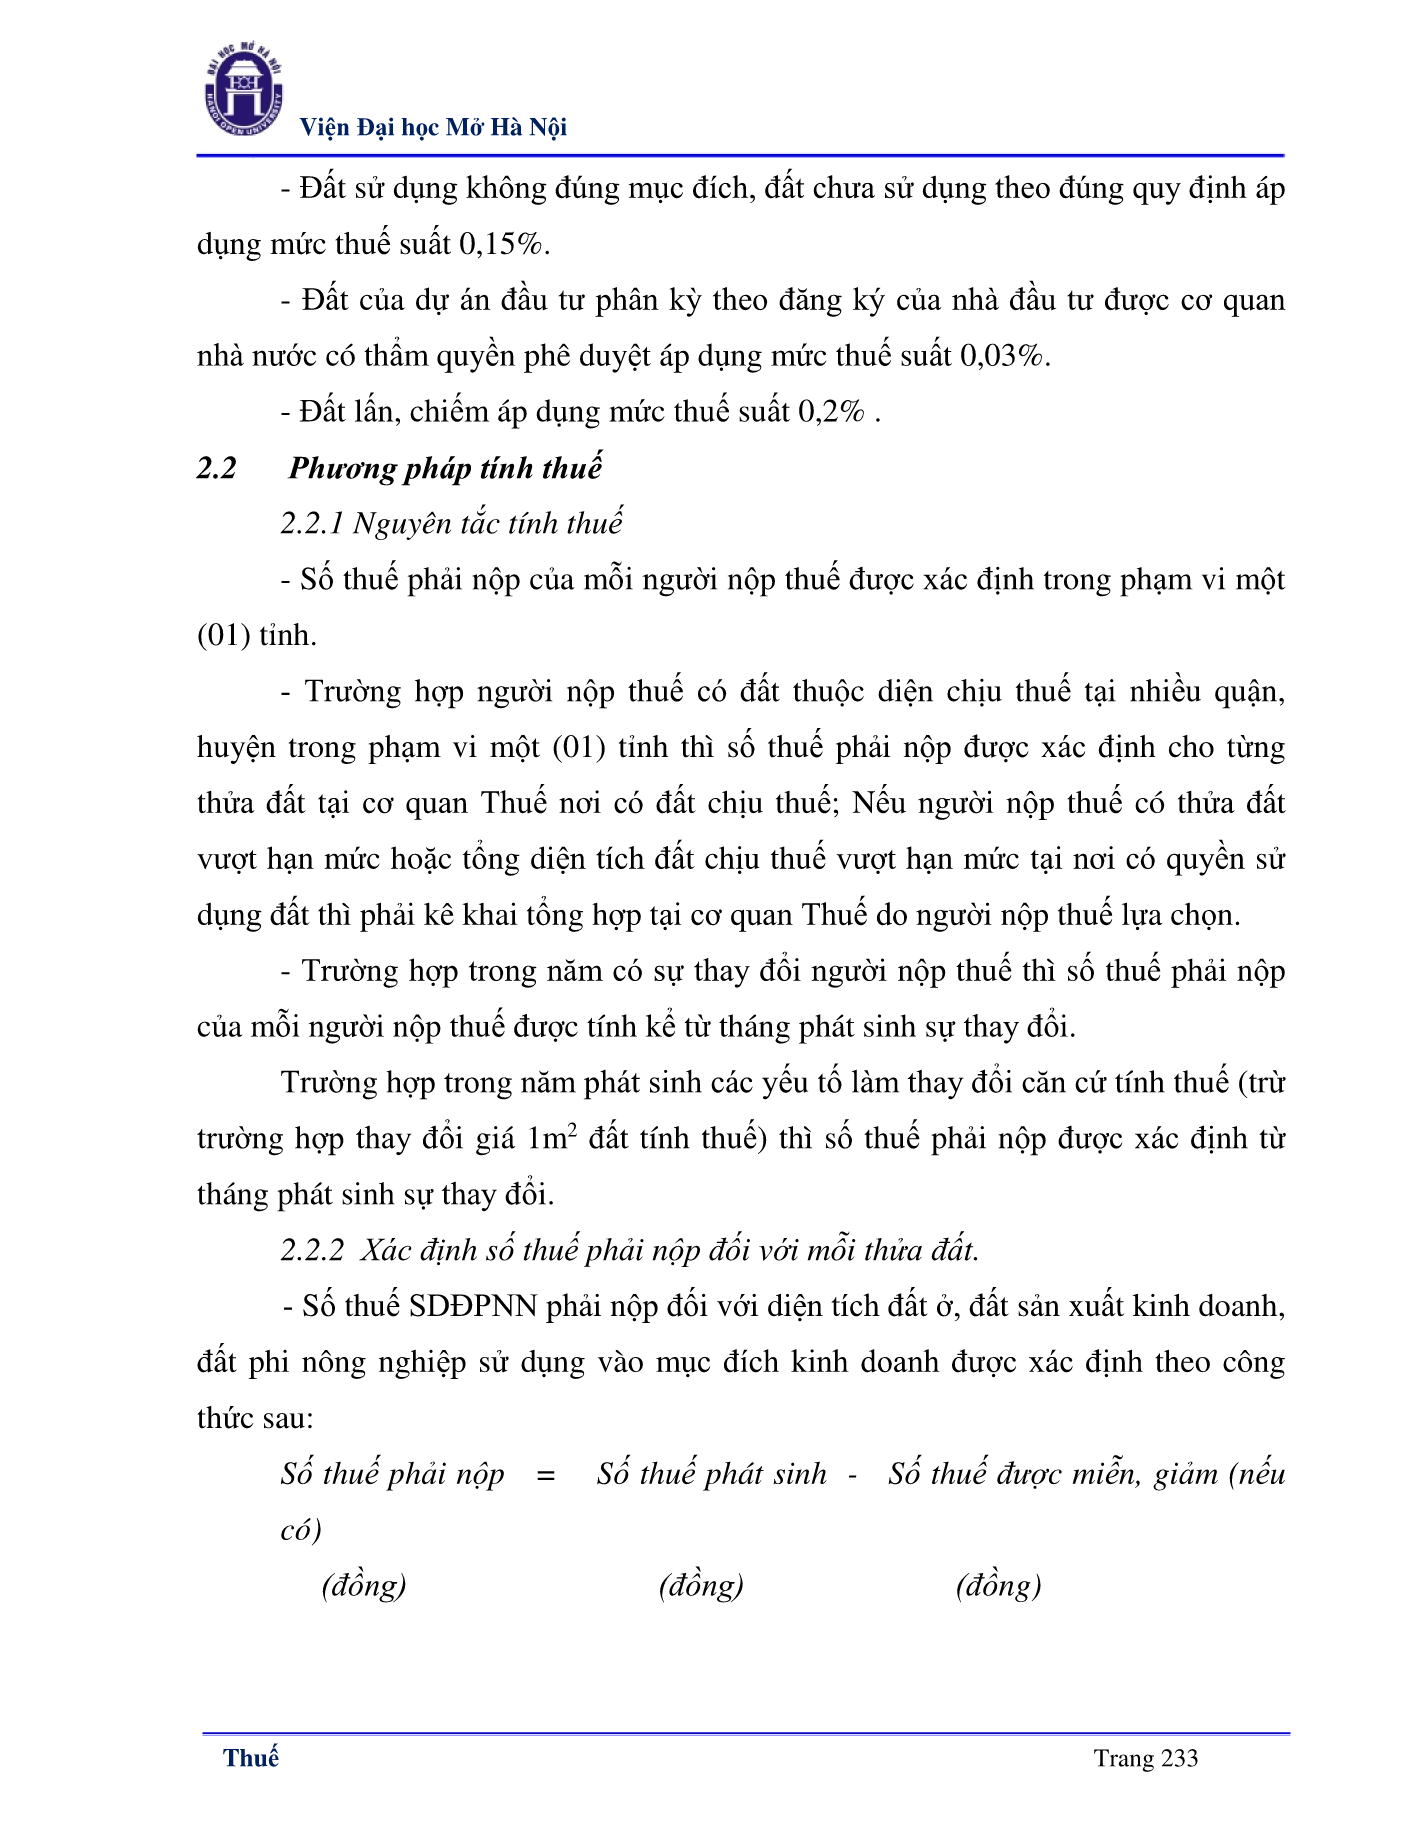 ĐẠI HỌC MỞ HÀ NỘI
HANOI OPEN UNIVERSITY
Viện Đại học Mở Hà Nội
- Đất sử dụng không đúng mục đích, đất chưa sử dụng theo đúng quy định áp
dụng mức thuế suất 0,15%.
- Đất của dự án đầu tư phân kỳ theo đăng ký của nhà đầu tư được cơ quan
nhà nước có thẩm quyền phê duyệt áp dụng mức thuế suất 0,03%.
- Đất lấn, chiếm áp dụng mức thuế suất 0,2% .
2.2 Phương pháp tính thuế
2.2.1 Nguyên tắc tính thuế
- Số thuế phải nộp của mỗi người nộp thuế được xác định trong phạm vi một
(01) tỉnh.
- Trường hợp người nộp thuế có đất thuộc diện chịu thuế tại nhiều quận,
huyện trong phạm vi một (01) tỉnh thì số thuế phải nộp được xác định cho từng
thửa đất tại cơ quan Thuế nơi có đất chịu thuế; Nếu người nộp thuế có thửa đất
vượt hạn mức hoặc tổng diện tích đất chịu thuế vượt hạn mức tại nơi có quyền sử
dụng đất thì phải kê khai tổng hợp tại cơ quan Thuế do người nộp thuế lựa chọn.
- Trường hợp trong năm có sự thay đổi người nộp thuế thì số thuế phải nộp
của mỗi người nộp thuế được tính kể từ tháng phát sinh sự thay đổi.
Trường hợp trong năm phát sinh các yếu tố làm thay đổi căn cứ tính thuế (trừ
trường hợp thay đổi giá 1m² đất tính thuế) thì số thuế phải nộp được xác định từ
tháng phát sinh sự thay đổi.
2.2.2 Xác định số thuế phải nộp đối với mỗi thửa đất.
- Số thuế SDĐPNN phải nộp đối với diện tích đất ở, đất sản xuất kinh doanh,
đất phi nông nghiệp sử dụng vào mục đích kinh doanh được xác định theo công
thức sau:
Số thuế phải nộp = Số thuế phát sinh - Số thuế được miễn, giảm (nếu
có)
(đồng) (đồng) (đồng)
Thuế Trang 233